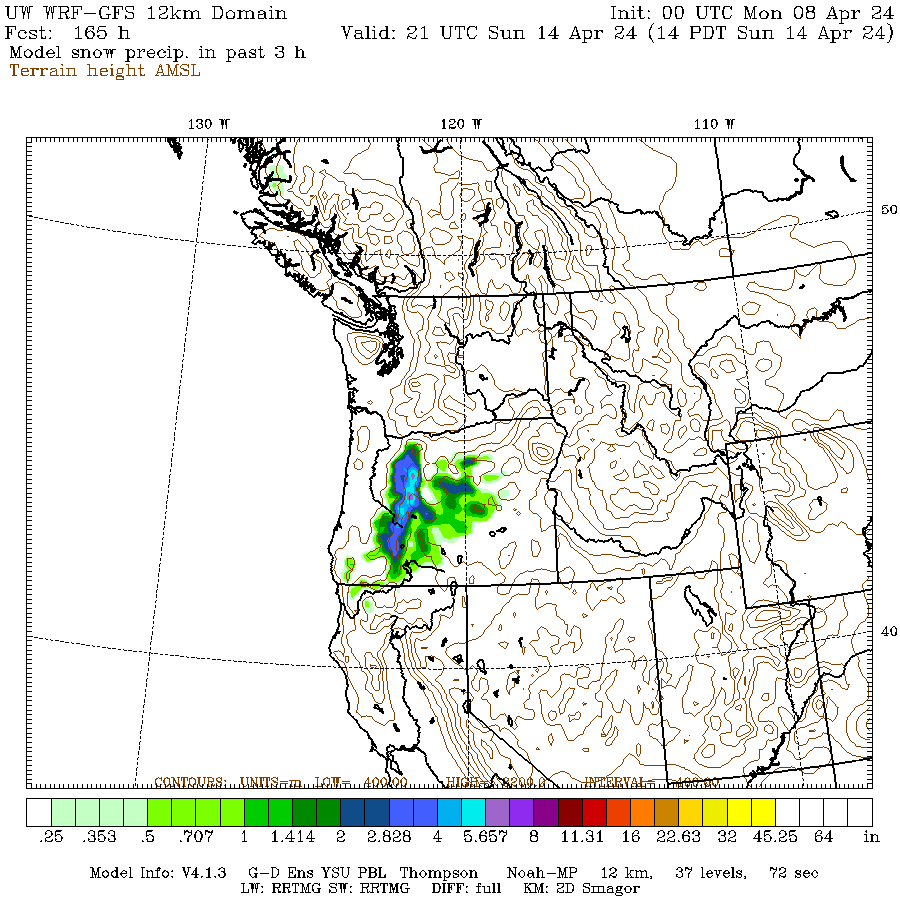 UW WRF-GFS 12km Domain Init: 00 UTC Mon 08 Apr 24
Fcst: 165 h Valid: 21 UTC Sun 14 Apr 24 (14 PDT Sun 14 Apr 24)
Model snow precip. in past 3 h
Terrain height AMSL
130 W 120 W 110 W
50
40
CONTOURS: UNITS=m LOW= 400.00 HIGH= INTERVAL= 400.00
.25 .353 .5 .707 1 1.414 2 2.828 4 5.657 8 11.31 16 22.63 32 45.25 64 in
Model Info: V4.1.3 G-D Ens YSU PBL Thompson Noah-MP 12 km, 37 levels, 72 sec
LW: RRTMG SW: RRTMG DIFF: full KM: 2D Smagor